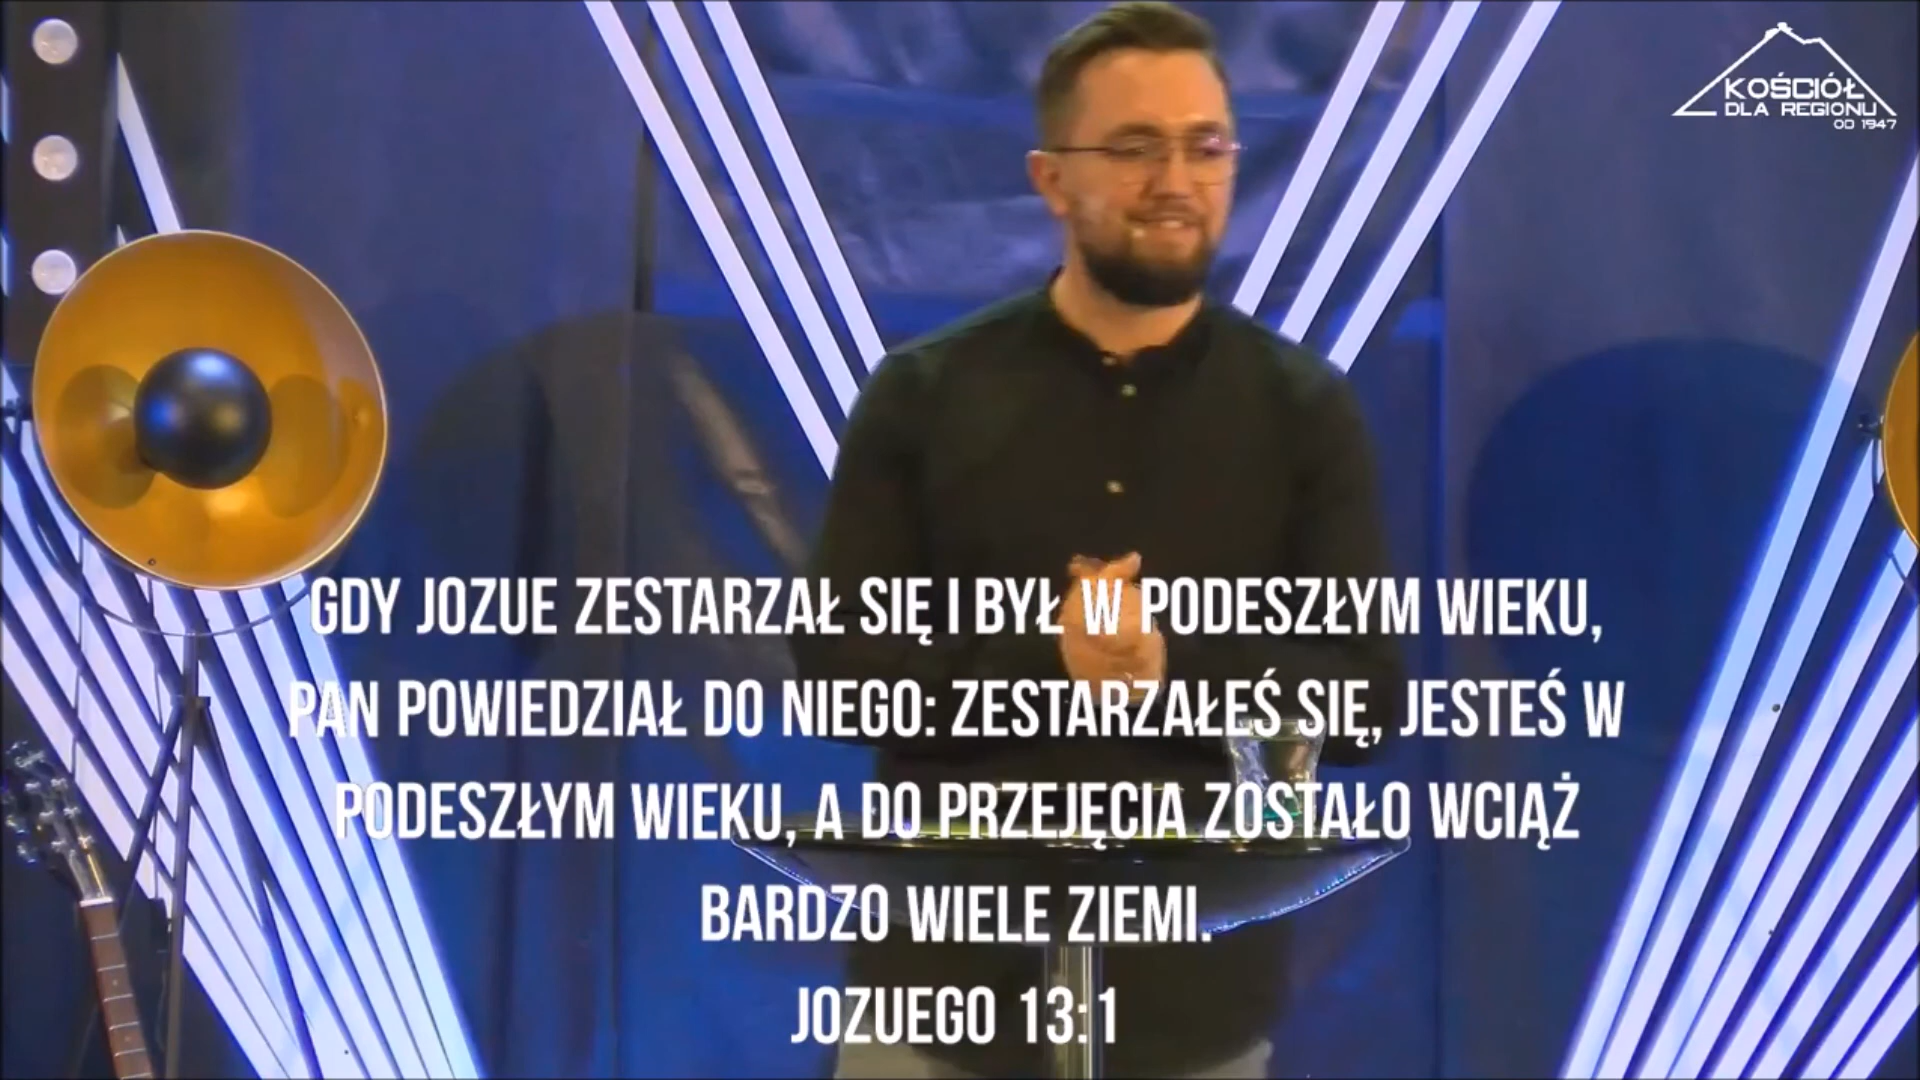 KOŚCIÓŁ
DLA REGIONU
OD 1947
GDY JOZUE ZESTARZAŁ SIĘ I BYŁ W PODESZŁYM WIEKU,
PAN POWIEDZIAŁ DO NIEGO: ZESTARZAŁEŚ SIĘ, JESTEŚ W
PODESZŁYM WIEKU, A DO PRZEJĘCIA ZOSTAŁO WCIĄŻ
BARDZO WIELE ZIEMI.
JOZUEGO 13:1